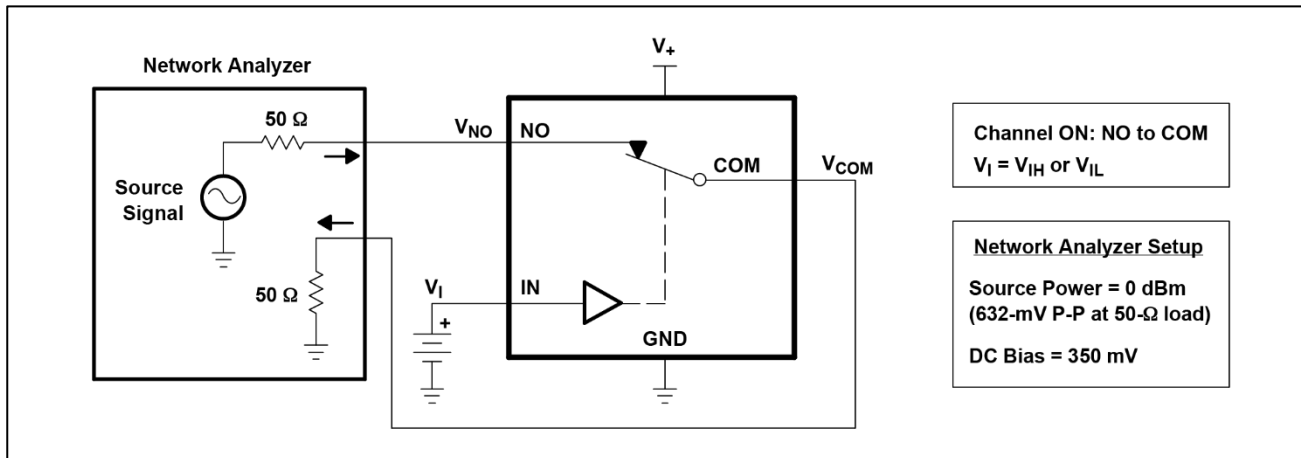 Network Analyzer
50 Ω
Source
Signal
50 Ω
V+
VNO
NO
COM
VCOM
VI
+
IN
GND
Channel ON: NO to COM
VI = VIH or VIL
Network Analyzer Setup
Source Power = 0 dBm
(632-mV P-P at 50-Ω load)
DC Bias = 350 mV